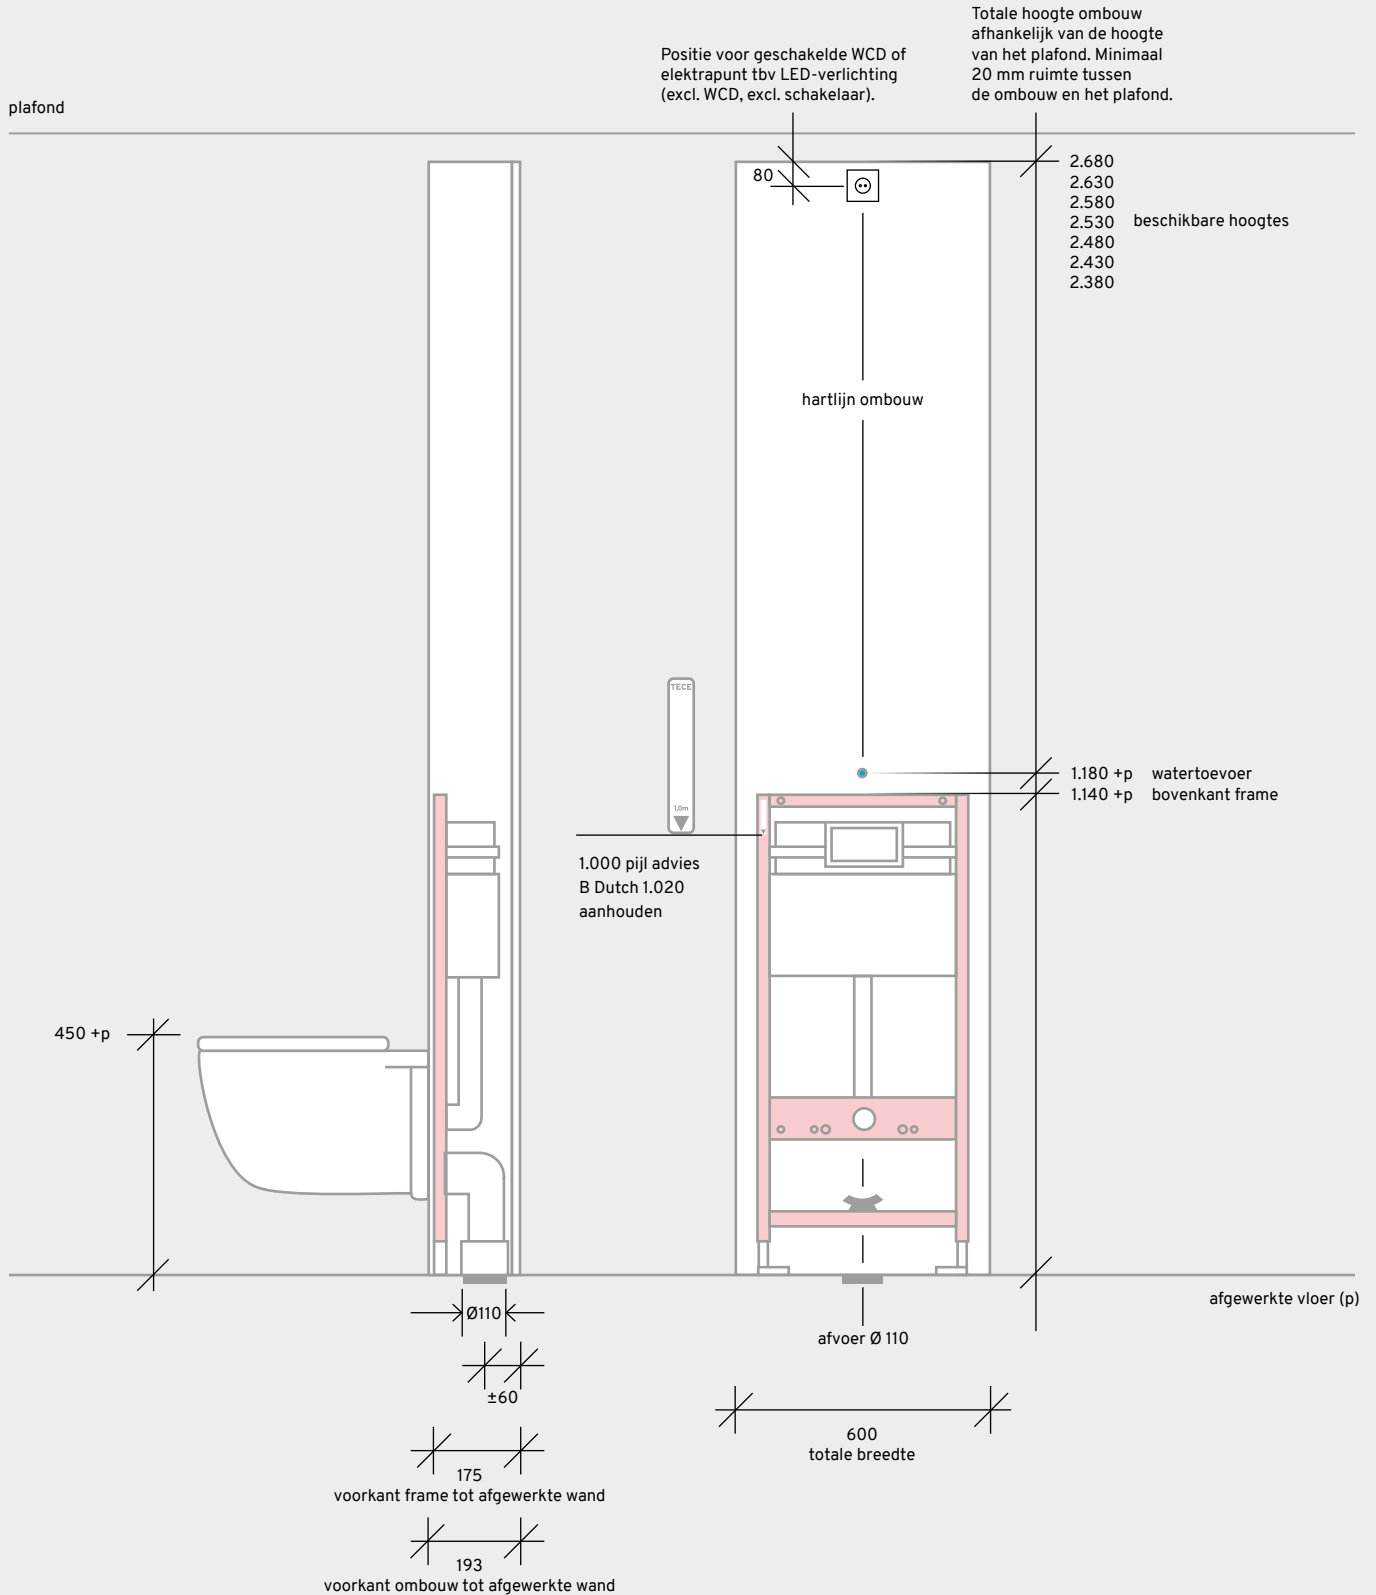 Totale hoogte ombouw
afhankelijk van de hoogte
van het plafond. Minimaal
20 mm ruimte tussen
de ombouw en het plafond.
Positie voor geschakelde WCD of
elektrapunt tbv LED-verlichting
(excl. WCD, excl. schakelaar).
plafond
80
2.680
2.630
2.580
2.530
2.480
2.430
2.380
beschikbare hoogtes
hartlijn ombouw
TECE
1,0m
1.180 +p watertoevoer
1.140 +p bovenkant frame
1.000 pijl advies
B Dutch 1.020
aanhouden
450 +p
afgewerkte vloer (p)
Ø110
afvoer Ø 110
±60
600
totale breedte
175
voorkant frame tot afgewerkte wand
193
voorkant ombouw tot afgewerkte wand